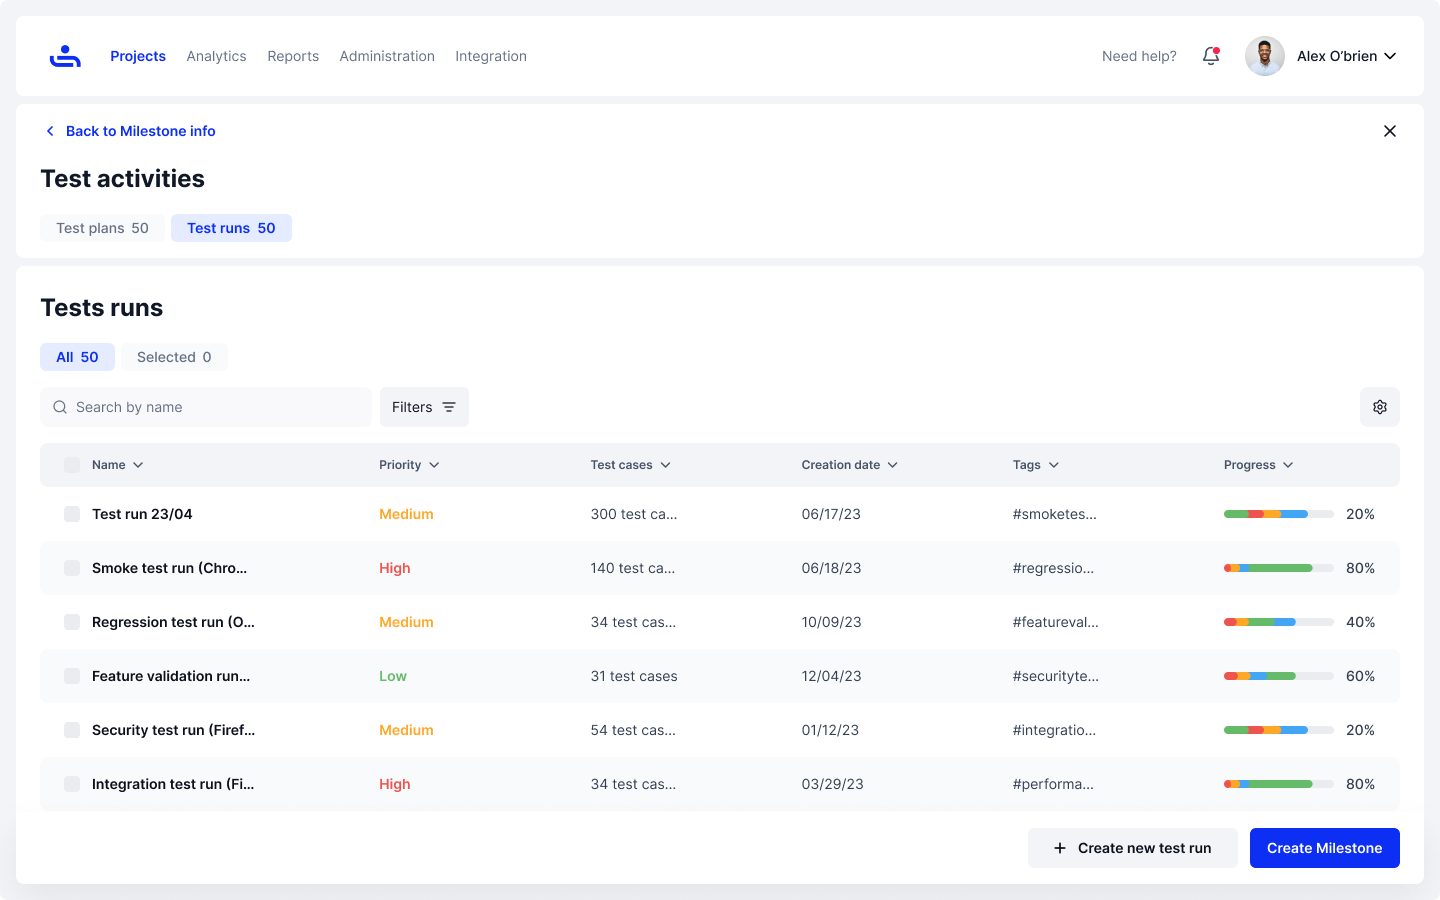 Projects Analytics Reports Administration Integration Need help? Alex O’brien
Back to Milestone info
Test activities
Test plans 50 Test runs 50
Tests runs
All 50 Selected 0
Search by name Filters
Name Priority Test cases Creation date Tags Progress
Test run 23/04 Medium 300 test ca... 06/17/23 #smoketes... 20%
Smoke test run (Chro... High 140 test ca... 06/18/23 #regressio... 80%
Regression test run (O... Medium 34 test cas... 10/09/23 #featureval... 40%
Feature validation run... Low 31 test cases 12/04/23 #securityte... 60%
Security test run (Firef... Medium 54 test cas... 01/12/23 #integratio... 20%
Integration test run (Fi... High 34 test cas... 03/29/23 #performa... 80%
Create new test run Create Milestone